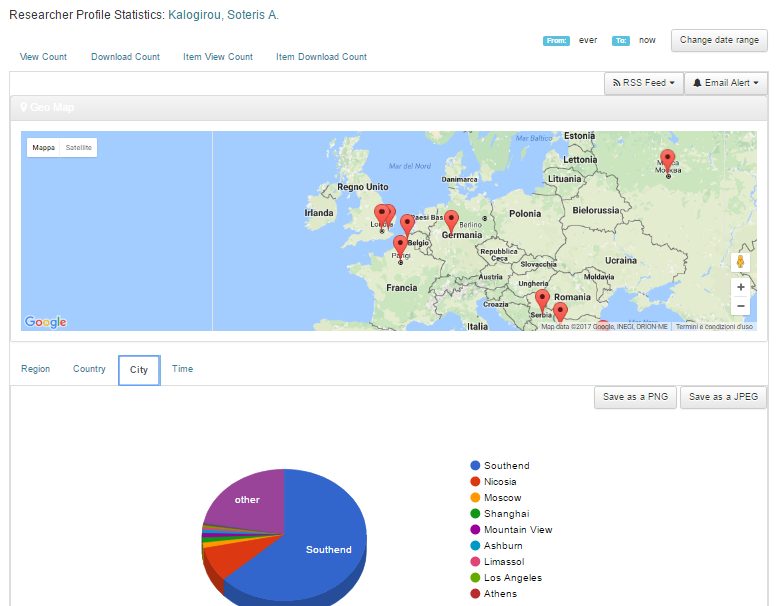 Researcher Profile Statistics: Kalogirou, Soteris A.
From: ever To: now Change date range
View Count Download Count Item View Count Item Download Count
RSS Feed Email Alert
Geo Map
Mappa Satellite
Mar Baltico
Estonia
Lettonia
Mar del Nord
Danimarca
Lituania
Москва
Regno Unito
Irlanda
Polonia
Bielorussia
Paesi Bas
Berlino
Londra
Belgio
Germania
Parigi
Repubblica
Ceca
Ucraina
Slovacchia
Austria
Moldavia
Francia
Ungheria
Croazia
Romania
Serbia
Italia
Google
Map data ©2017 Google, INEGI, ORION-ME Termini e condizioni d'uso
Region Country City Time
Save as a PNG Save as a JPEG
other
Southend
Southend
Nicosia
Moscow
Shanghai
Mountain View
Ashburn
Limassol
Los Angeles
Athens